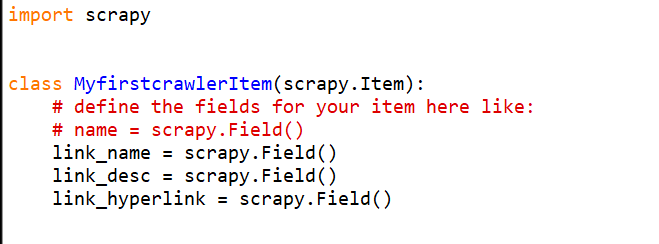 import scrapy
class MyfirstcrawlerItem(scrapy.Item):
    # define the fields for your item here like:
    # name = scrapy.Field()
    link_name = scrapy.Field()
    link_desc = scrapy.Field()
    link_hyperlink = scrapy.Field()